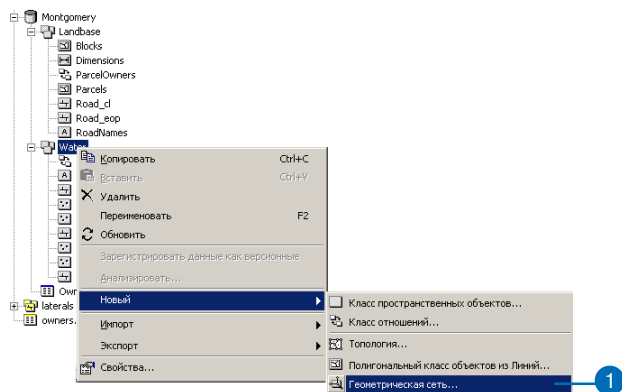 Montgomery
Landbase
Blocks
Dimensions
ParcelOwners
Parcels
Road_cl
Road_eop
RoadNames
Water
Копировать Ctrl+C
Вставить Ctrl+V
Удалить
Переименовать F2
Обновить
Зарегистрировать данные как версионные
Анализировать...
Own
Новый
laterals
Класс пространственных объектов...
owners.
Импорт
Класс отношений...
Экспорт
Топология...
Свойства...
Полигональный класс объектов из Линий...
Геометрическая сеть...
1